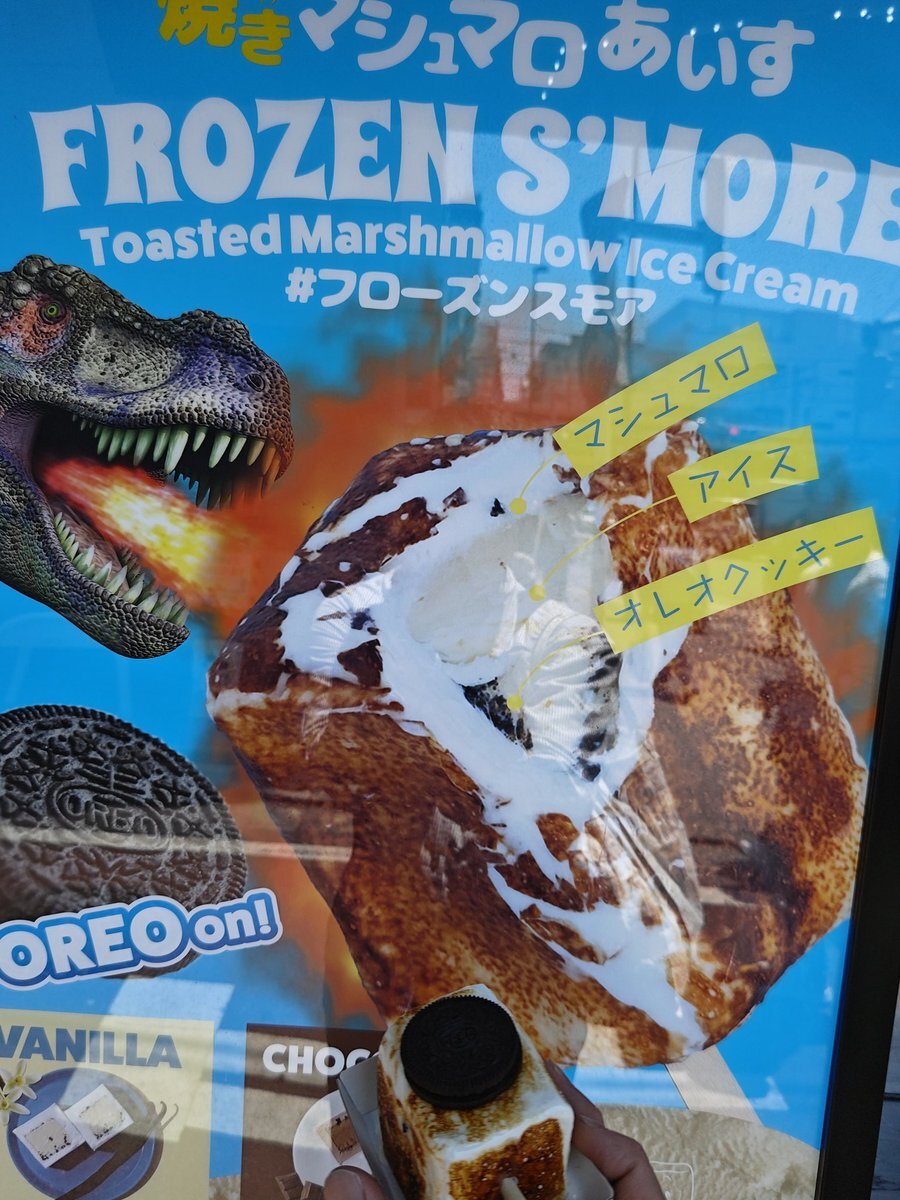 焼きマシュマロあいす
FROZEN S'MORE
Toasted Marshmallow Ice Cream
#フローズンスモア
マシュマロ
アイス
オレオクッキー
OREO
OREO on!
VANILLA
CHOC